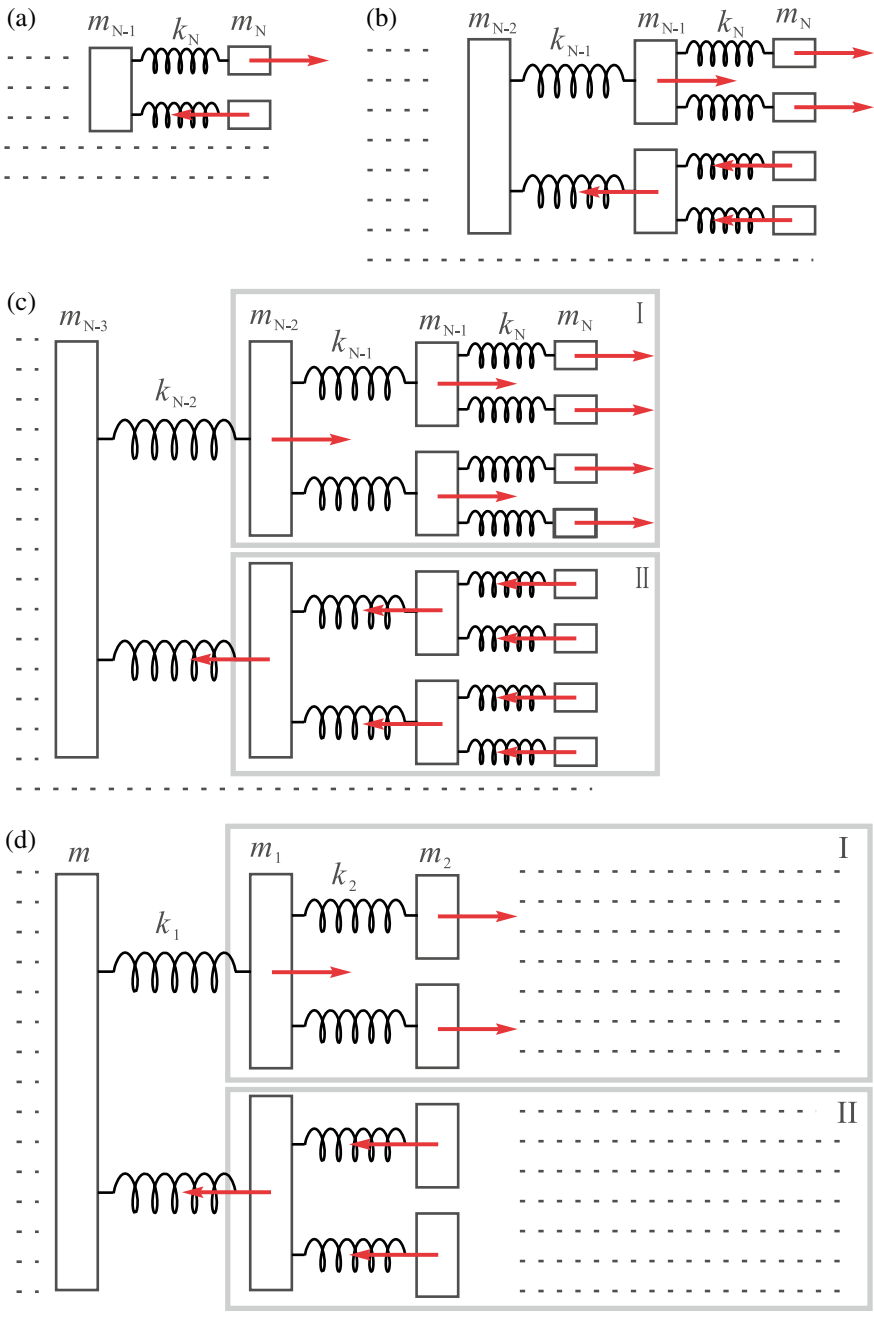 (a) m_{N-1} k_N m_N
(b) m_{N-2} k_{N-1} m_{N-1} k_N m_N
(c) m_{N-3} k_{N-2} m_{N-2} k_{N-1} m_{N-1} k_N m_N I
II
(d) m k_1 m_1 k_2 m_2 I
II